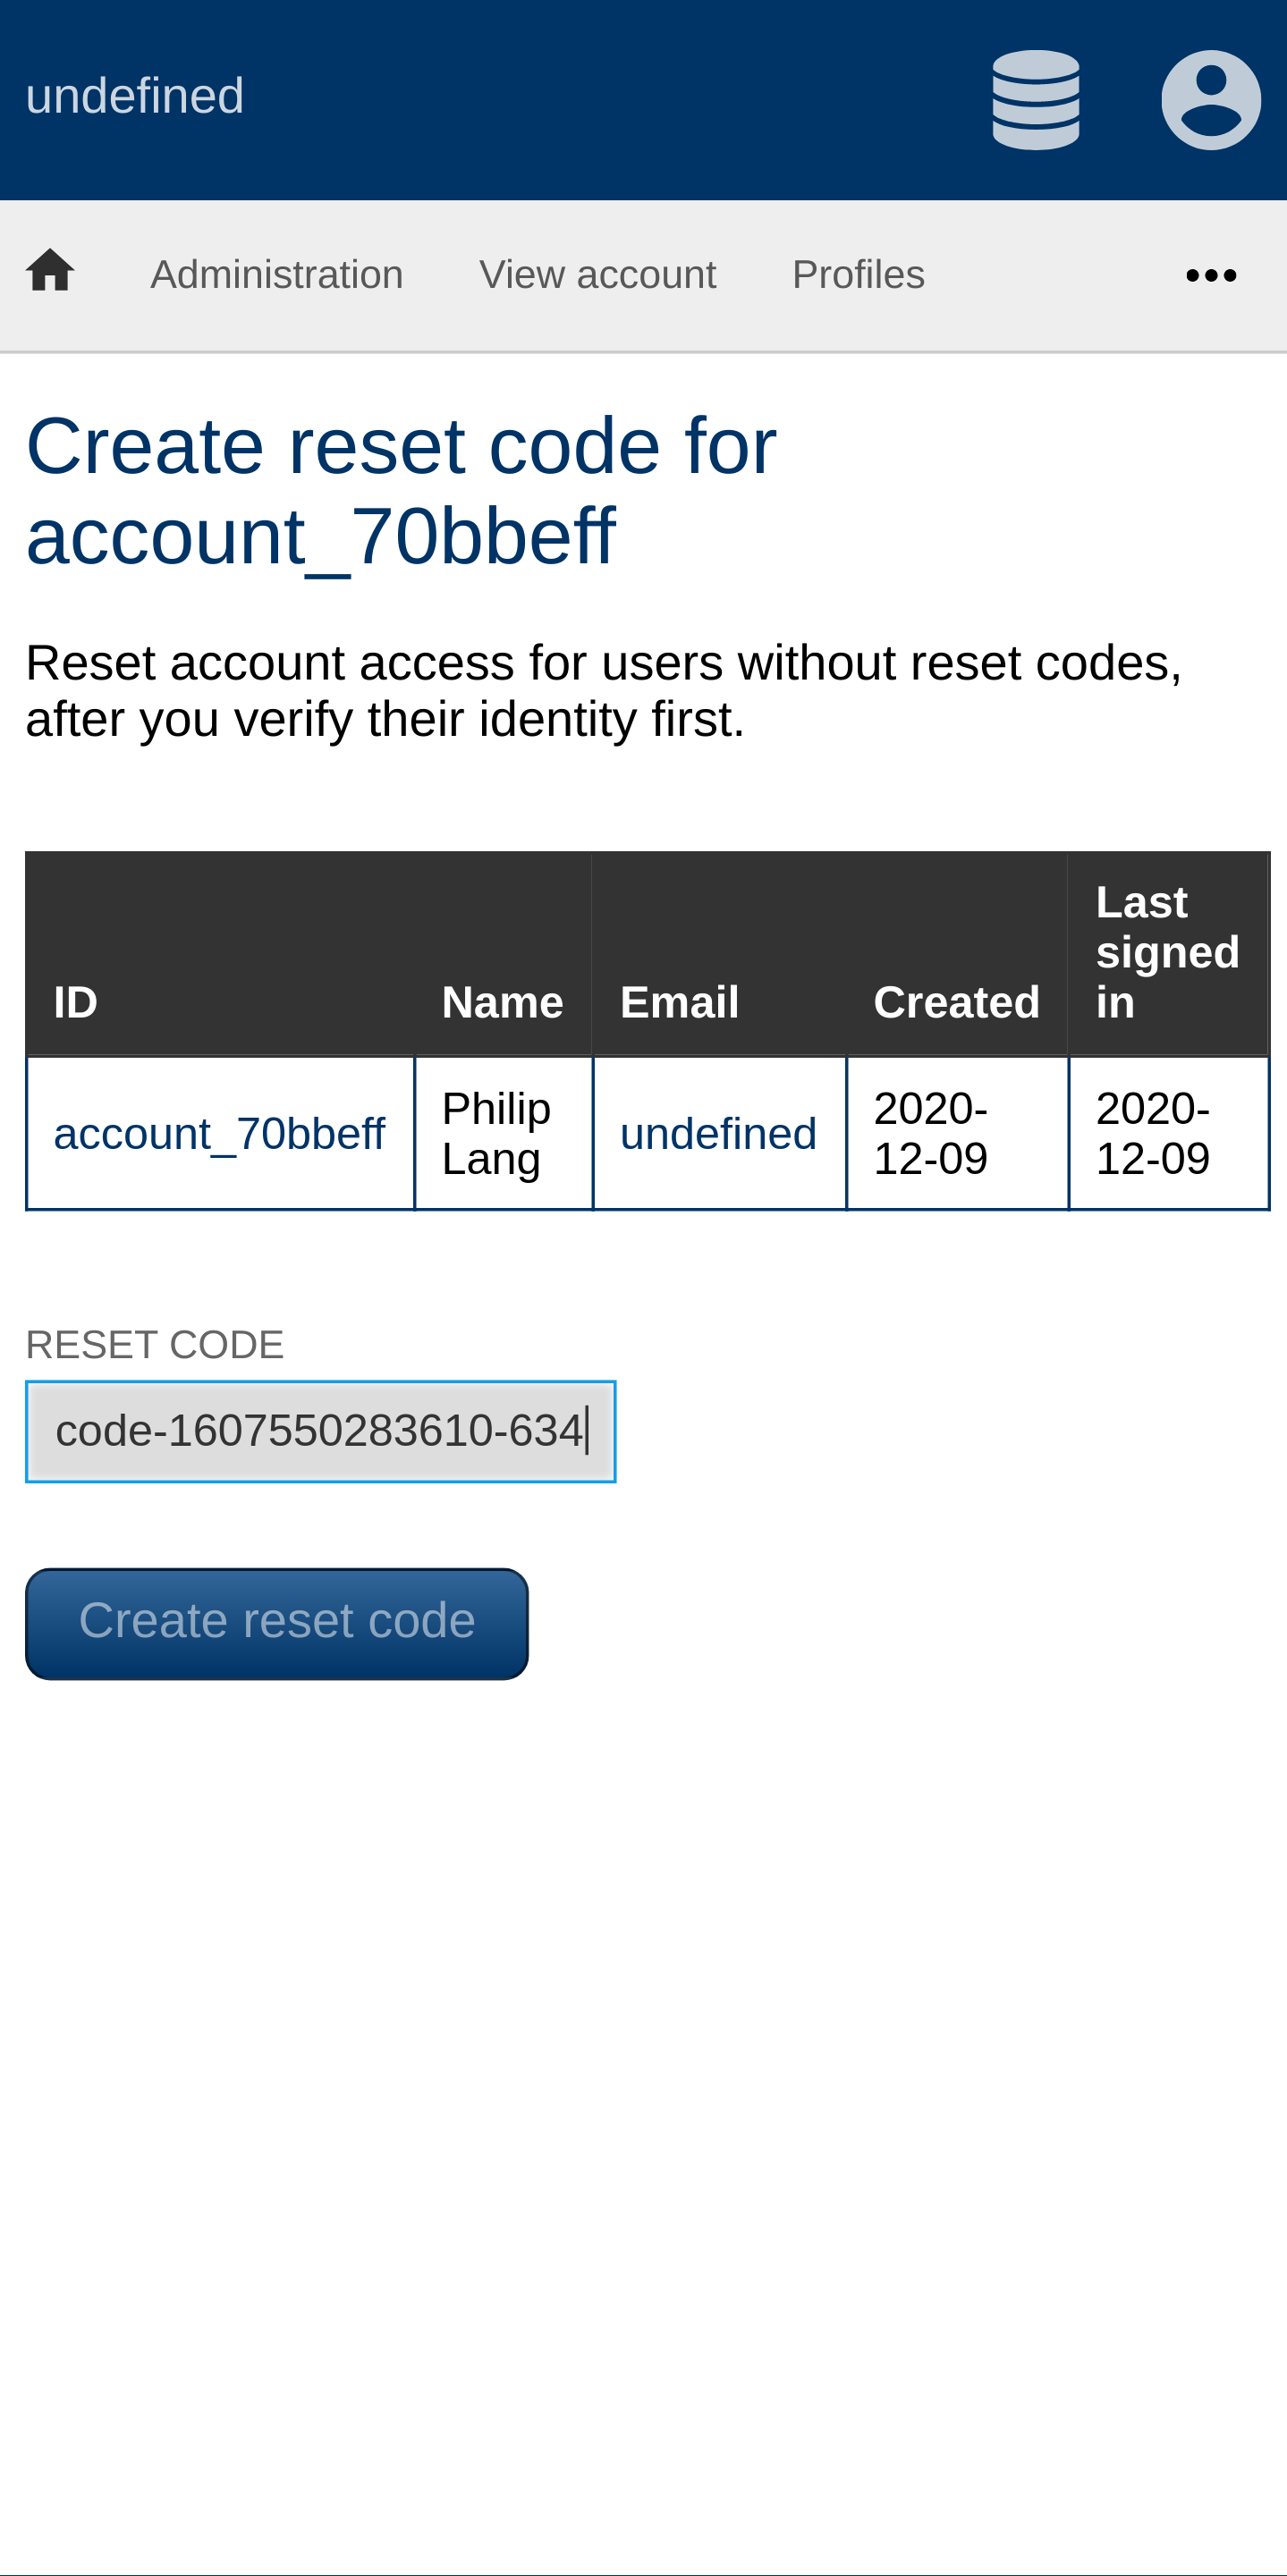 undefined
Administration View account Profiles
Create reset code for
account_70bbeff
Reset account access for users without reset codes,
after you verify their identity first.
ID Name Email Created Last signed in
account_70bbeff Philip Lang undefined 2020-12-09 2020-12-09
RESET CODE
code-1607550283610-634
Create reset code